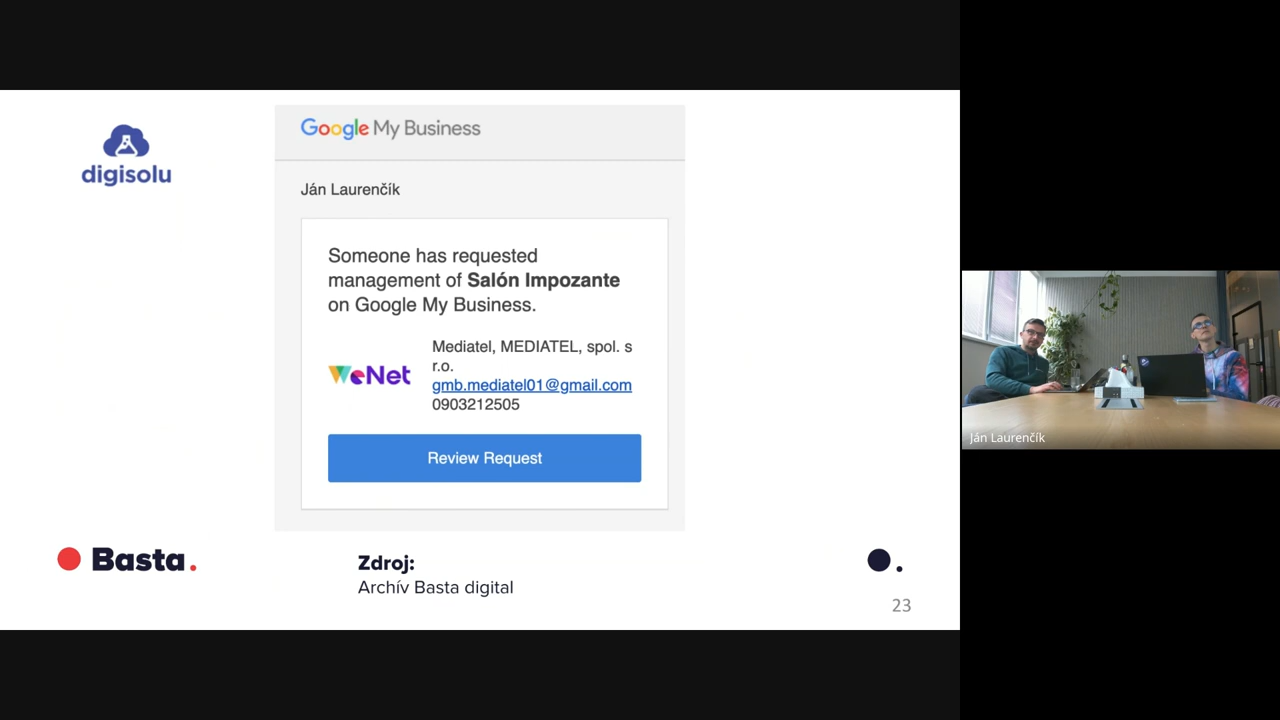 digisolu
Google My Business
Ján Laurenčík
Someone has requested
management of Salón Impozante
on Google My Business.
WeNet
Mediatel, MEDIATEL, spol. s
r.o.
gmb.mediatel01@gmail.com
0903212505
Review Request
Basta.
Zdroj:
Archív Basta digital
23
Ján Laurenčík